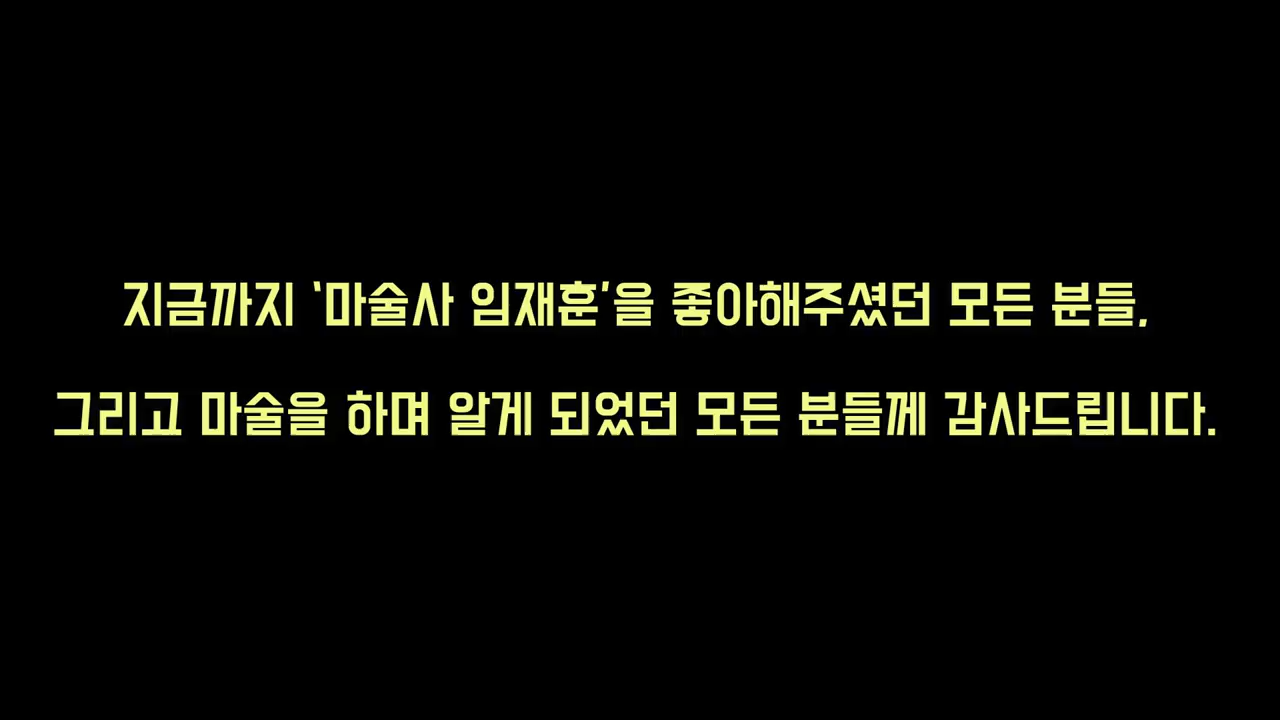 지금까지 ‘마술사 임재훈’을 좋아해주셨던 모든 분들,
그리고 마술을 하며 알게 되었던 모든 분들께 감사드립니다.